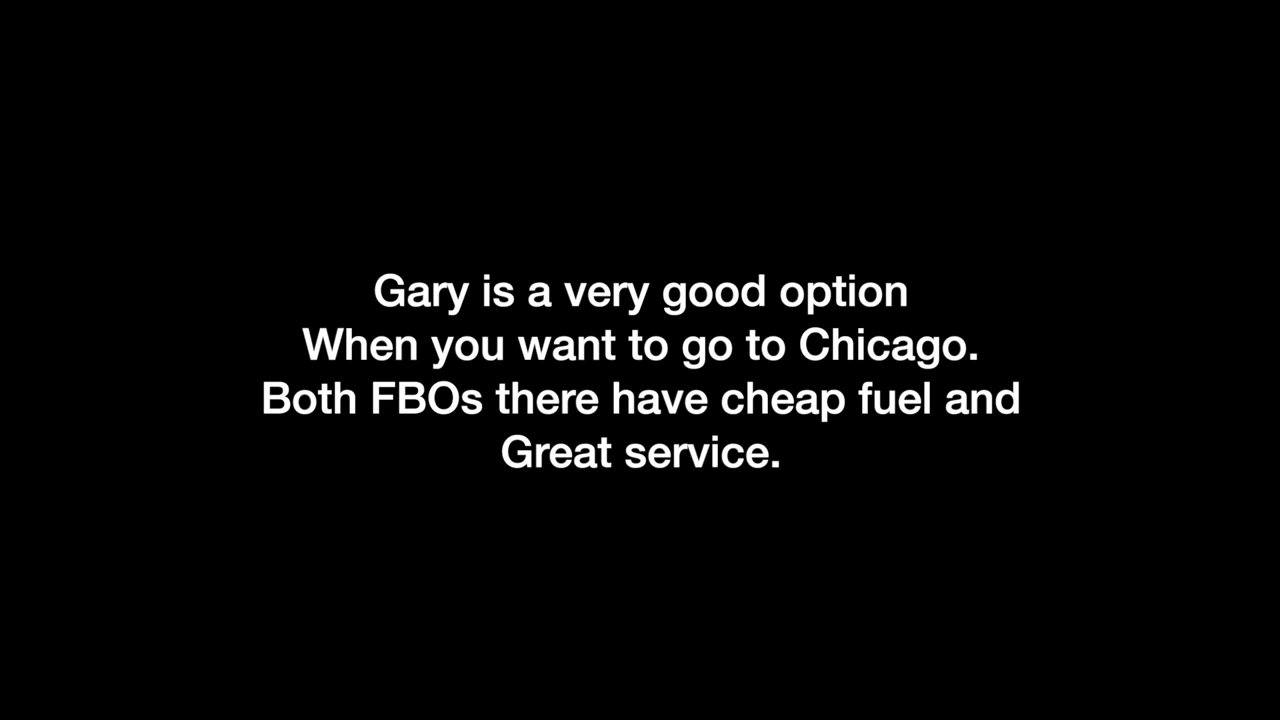 Gary is a very good option
When you want to go to Chicago.
Both FBOs there have cheap fuel and
Great service.